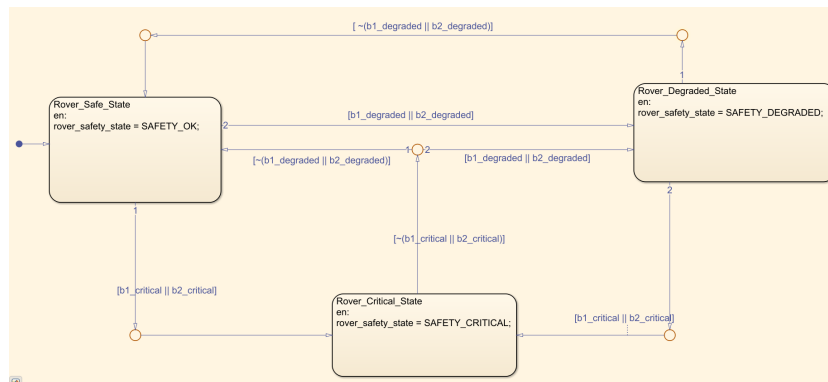 [ ~(b1_degraded || b2_degraded)]
1
Rover_Safe_State
en:
rover_safety_state = SAFETY_OK;
Rover_Degraded_State
en:
rover_safety_state = SAFETY_DEGRADED;
[b1_degraded || b2_degraded]
2
1 2
[~(b1_degraded || b2_degraded)]
[b1_degraded || b2_degraded]
2
1
[~(b1_critical || b2_critical)]
[b1_critical || b2_critical]
Rover_Critical_State
en:
rover_safety_state = SAFETY_CRITICAL;
[b1_critical || b2_critical]